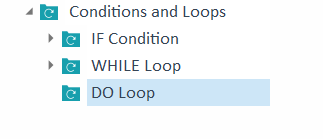 Conditions and Loops
IF Condition
WHILE Loop
DO Loop